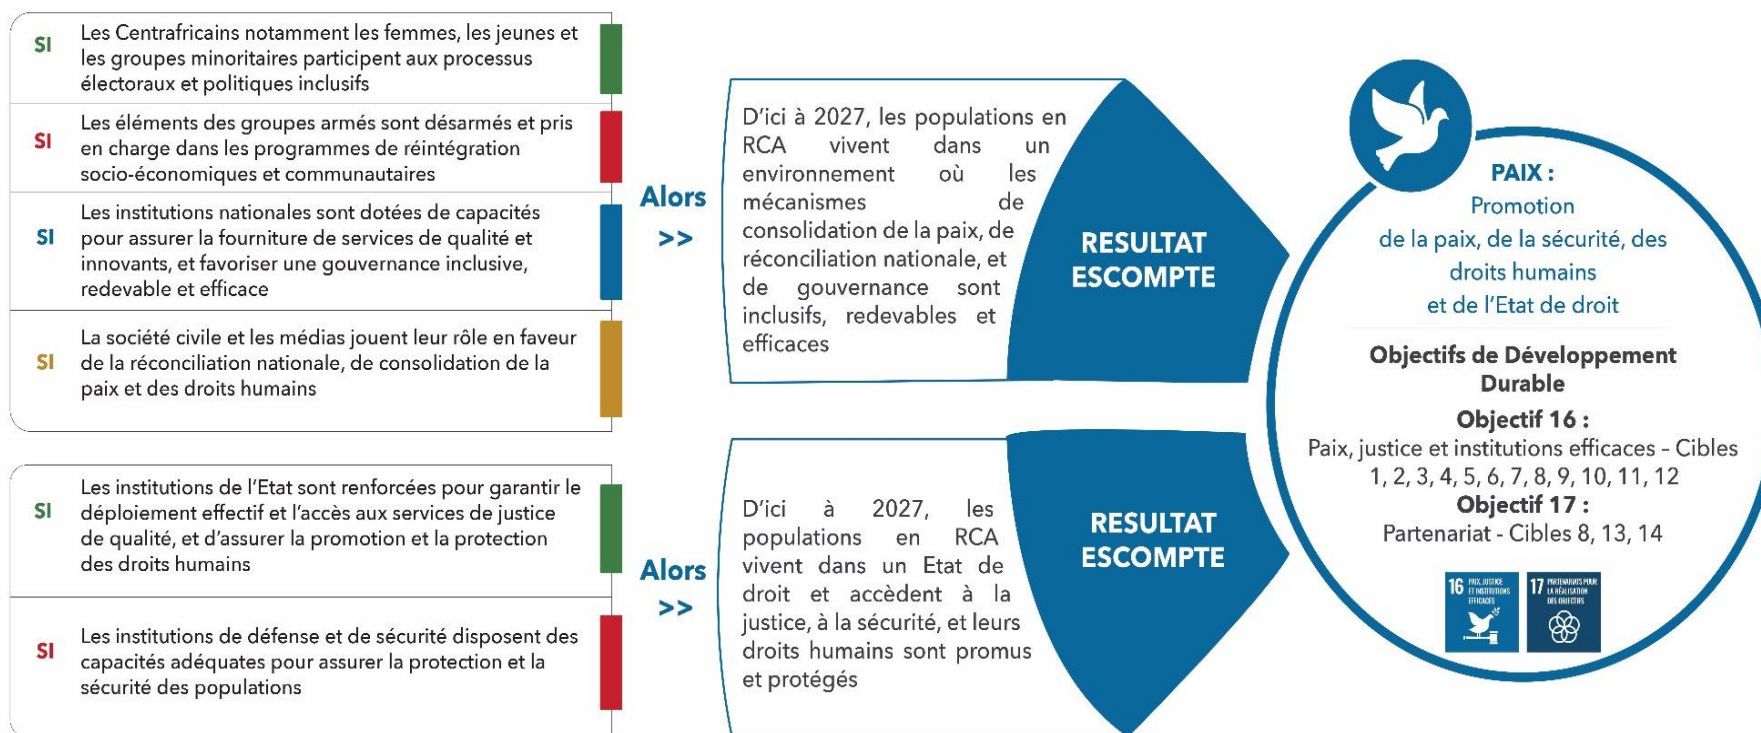 SI
Les Centrafricains notamment les femmes, les jeunes et
les groupes minoritaires participent aux processus
électoraux et politiques inclusifs
SI
Les éléments des groupes armés sont désarmés et pris
en charge dans les programmes de réintégration
socio-économiques et communautaires
SI
Les institutions nationales sont dotées de capacités
pour assurer la fourniture de services de qualité et
innovants, et favoriser une gouvernance inclusive,
redevable et efficace
SI
La société civile et les médias jouent leur rôle en faveur
de la réconciliation nationale, de consolidation de la
paix et des droits humains
Alors
>>
D'ici à 2027, les populations en
RCA vivent dans un
environnement où les
mécanismes de
consolidation de la paix, de
réconciliation nationale, et
de gouvernance sont
inclusifs, redevables et
efficaces
RESULTAT
ESCOMPTE
SI
Les institutions de l'Etat sont renforcées pour garantir le
déploiement effectif et l'accès aux services de justice
de qualité, et d'assurer la promotion et la protection
des droits humains
SI
Les institutions de défense et de sécurité disposent des
capacités adéquates pour assurer la protection et la
sécurité des populations
Alors
>>
D'ici à 2027, les
populations en RCA
vivent dans un Etat de
droit et accèdent à la
justice, à la sécurité, et leurs
droits humains sont promus
et protégés
RESULTAT
ESCOMPTE
PAIX :
Promotion
de la paix, de la sécurité, des
droits humains
et de l'Etat de droit
Objectifs de Développement
Durable
Objectif 16 :
Paix, justice et institutions efficaces – Cibles
1, 2, 3, 4, 5, 6, 7, 8, 9, 10, 11, 12
Objectif 17 :
Partenariat - Cibles 8, 13, 14
16 PAIX, JUSTICE
ET INSTITUTIONS
EFFICACES
17 PARTENARIATS POUR
LA RÉALISATION
DES OBJECTIFS